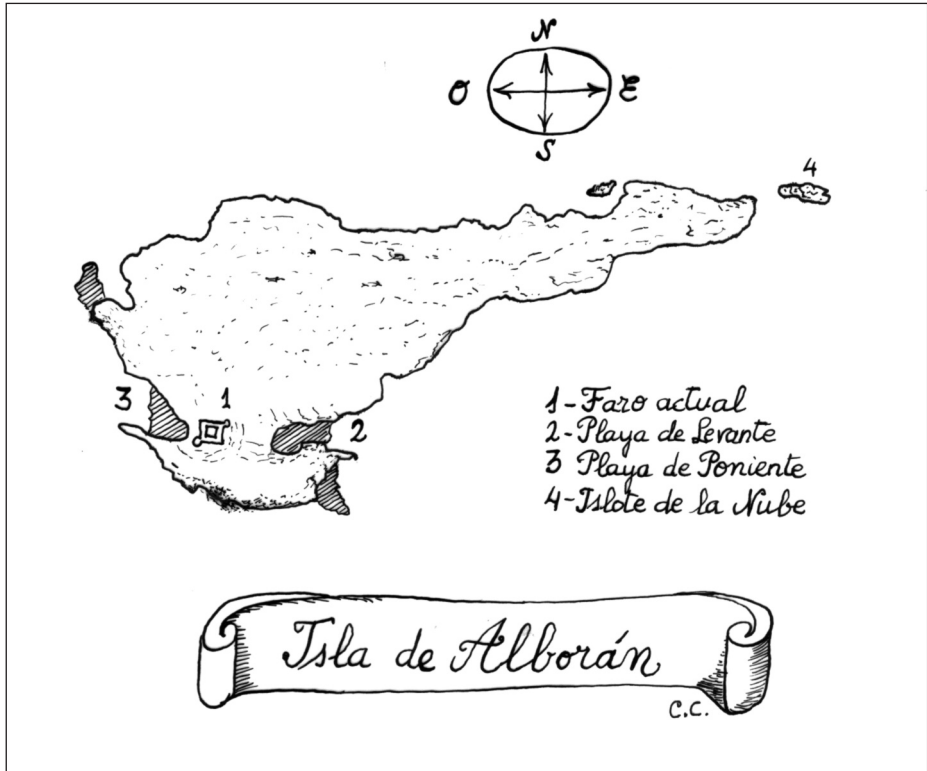 N
O E
S
4
3 1
2
1-Faro actual
2-Playa de Levante
3 Playa de Poniente
4-Islote de la Nube
Isla de Alborán
C.C.